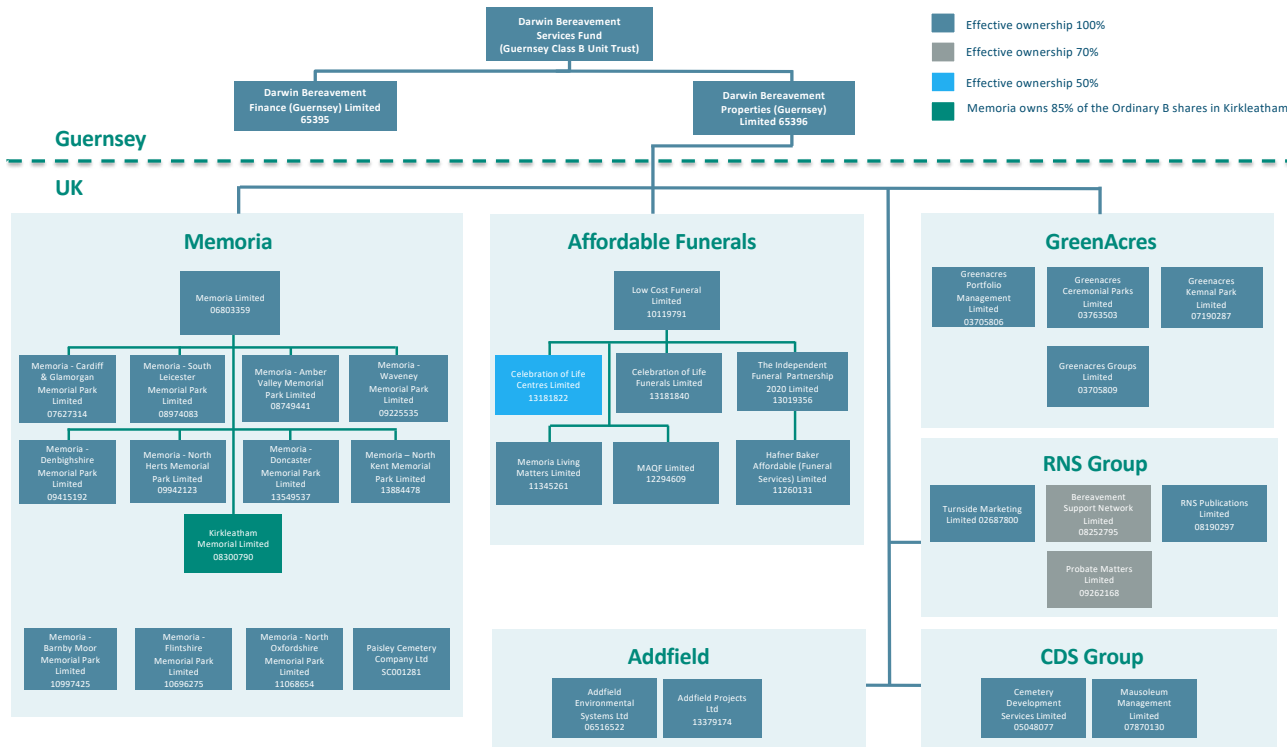 Darwin Bereavement
Services Fund
(Guernsey Class B Unit Trust)
Effective ownership 100%
Effective ownership 70%
Effective ownership 50%
Memoria owns 85% of the Ordinary B shares in Kirkleatham
Darwin Bereavement
Finance (Guernsey) Limited
65395
Darwin Bereavement
Properties (Guernsey)
Limited 65396
Guernsey
UK
Memoria
Memoria Limited
06803359
Memoria - Cardiff
& Glamorgan
Memorial Park
Limited
07627314
Memoria - South
Leicester
Memorial Park
Limited
08974083
Memoria - Amber
Valley Memorial
Park Limited
08749441
Memoria -
Waveney
Memorial Park
Limited
09225535
Memoria -
Denbighshire
Memorial Park
Limited
09415192
Memoria - North
Herts Memorial
Park Limited
09942123
Memoria -
Doncaster
Memorial Park
Limited
13549537
Memoria – North
Kent Memorial
Park Limited
13884478
Kirkleatham
Memorial Limited
08300790
Memoria -
Barnby Moor
Memorial Park
Limited
10997425
Memoria -
Flintshire
Memorial Park
Limited
10696275
Memoria - North
Oxfordshire
Memorial Park
Limited
11068654
Paisley Cemetery
Company Ltd
SC001281
Affordable Funerals
Low Cost Funeral
Limited
10119791
Celebration of Life
Centres Limited
13181822
Celebration of Life
Funerals Limited
13181840
The Independent
Funeral Partnership
2020 Limited
13019356
Memoria Living
Matters Limited
11345261
MAQF Limited
12294609
Hafner Baker
Affordable (Funeral
Services) Limited
11260131
GreenAcres
Greenacres
Portfolio
Management
Limited
03705806
Greenacres
Ceremonial Parks
Limited
03763503
Greenacres
Kemnal Park
Limited
07190287
Greenacres Groups
Limited
03705809
RNS Group
Turnside Marketing
Limited 02687800
Bereavement
Support Network
Limited
08252795
RNS Publications
Limited
08190297
Probate Matters
Limited
09262168
Addfield
Addfield
Environmental
Systems Ltd
06516522
Addfield Projects
Ltd
13379174
CDS Group
Cemetery
Development
Services Limited
05048077
Mausoleum
Management
Limited
07870130